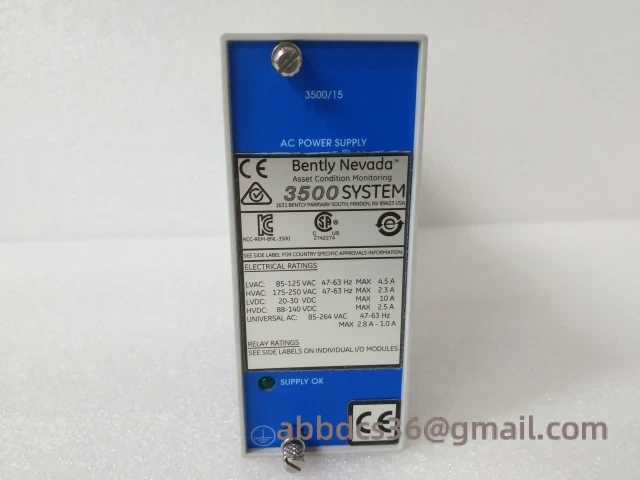 3500/15
AC POWER SUPPLY
CE Bently Nevada™
Asset Condition Monitoring
3500 SYSTEM
1631 BENTLY PARKWAY SOUTH, MINDEN, NV 89423 USA
KCC-REM-BNL-3500
C US
2742276
SEE SIDE LABEL FOR COUNTRY SPECIFIC APPROVALS INFORMATION.
ELECTRICAL RATINGS
LVAC: 85-125 VAC 47-63 Hz MAX 4.5 A
HVAC: 175-250 VAC 47-63 Hz MAX 2.3 A
LVDC: 20-30 VDC MAX 10 A
HVDC: 88-140 VDC MAX 2.5 A
UNIVERSAL AC: 85-264 VAC 47-63 Hz
MAX 2.8 A - 1.0 A
RELAY RATINGS
SEE SIDE LABELS ON INDIVIDUAL I/O MODULES.
SUPPLY OK
CE
abbdcs36@gmail.com